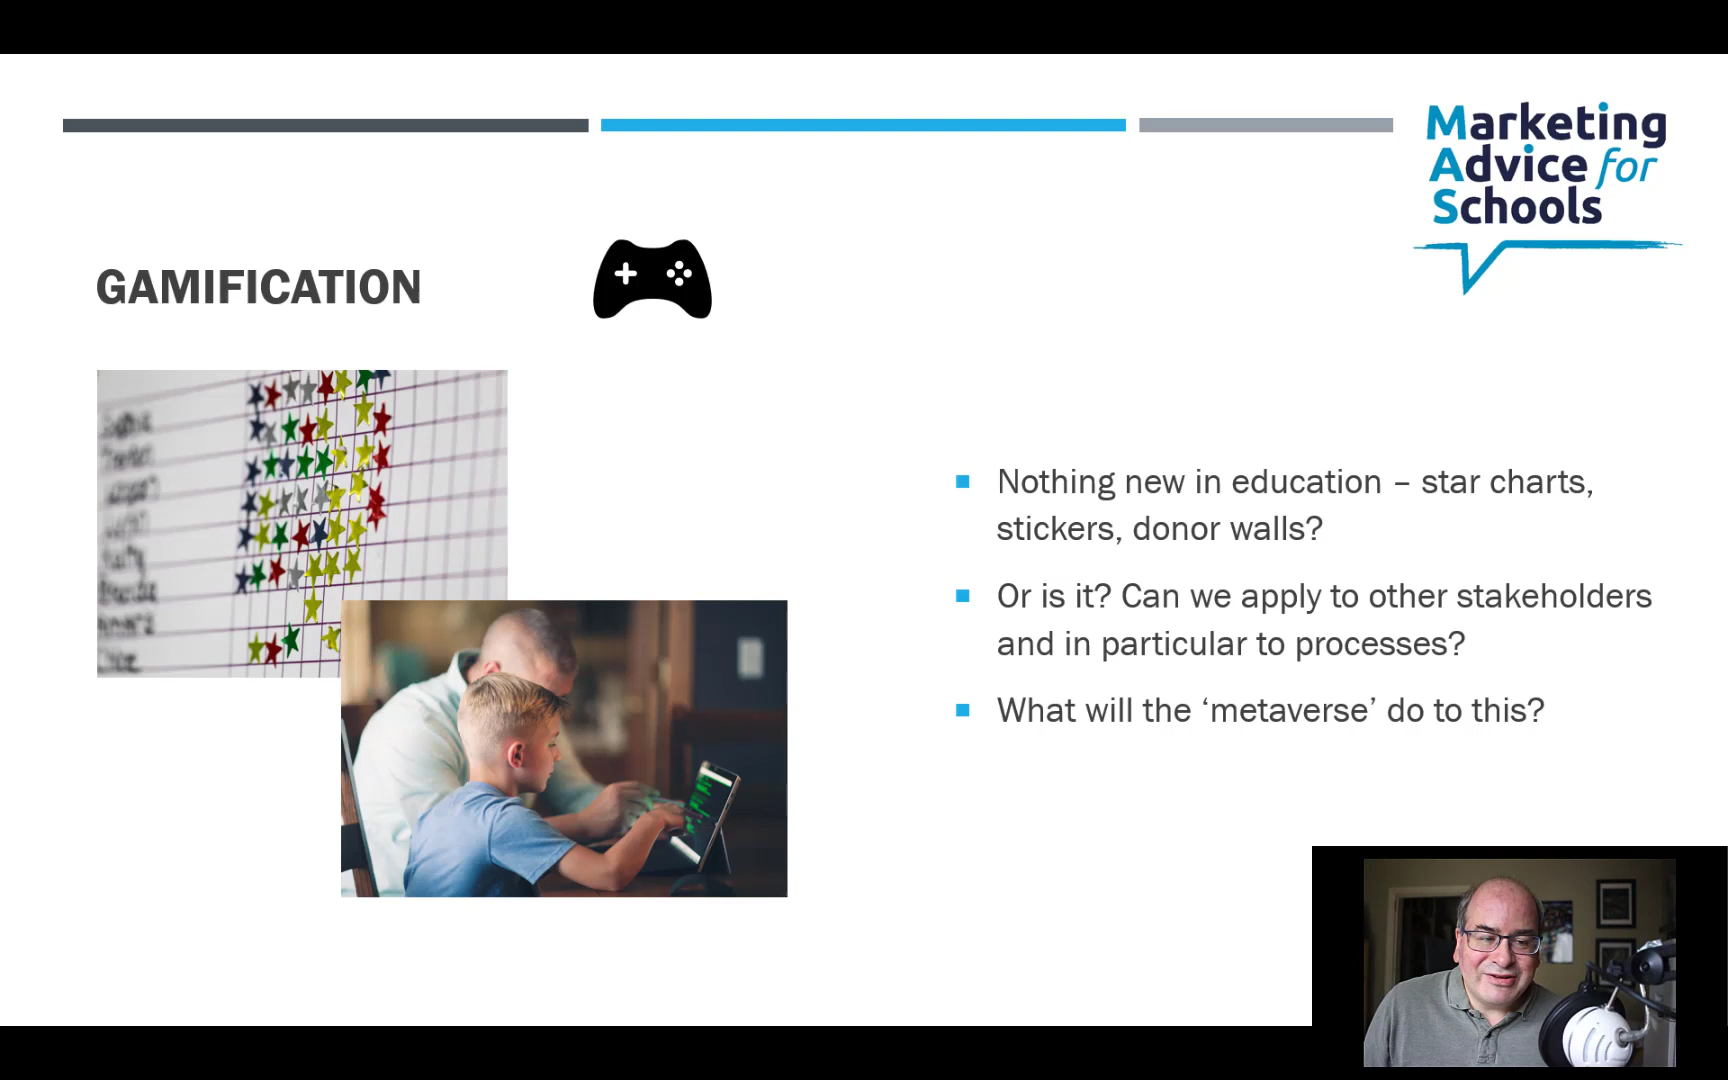 Marketing
Advice for
Schools
GAMIFICATION
Nothing new in education – star charts,
stickers, donor walls?
Or is it? Can we apply to other stakeholders
and in particular to processes?
What will the ‘metaverse’ do to this?